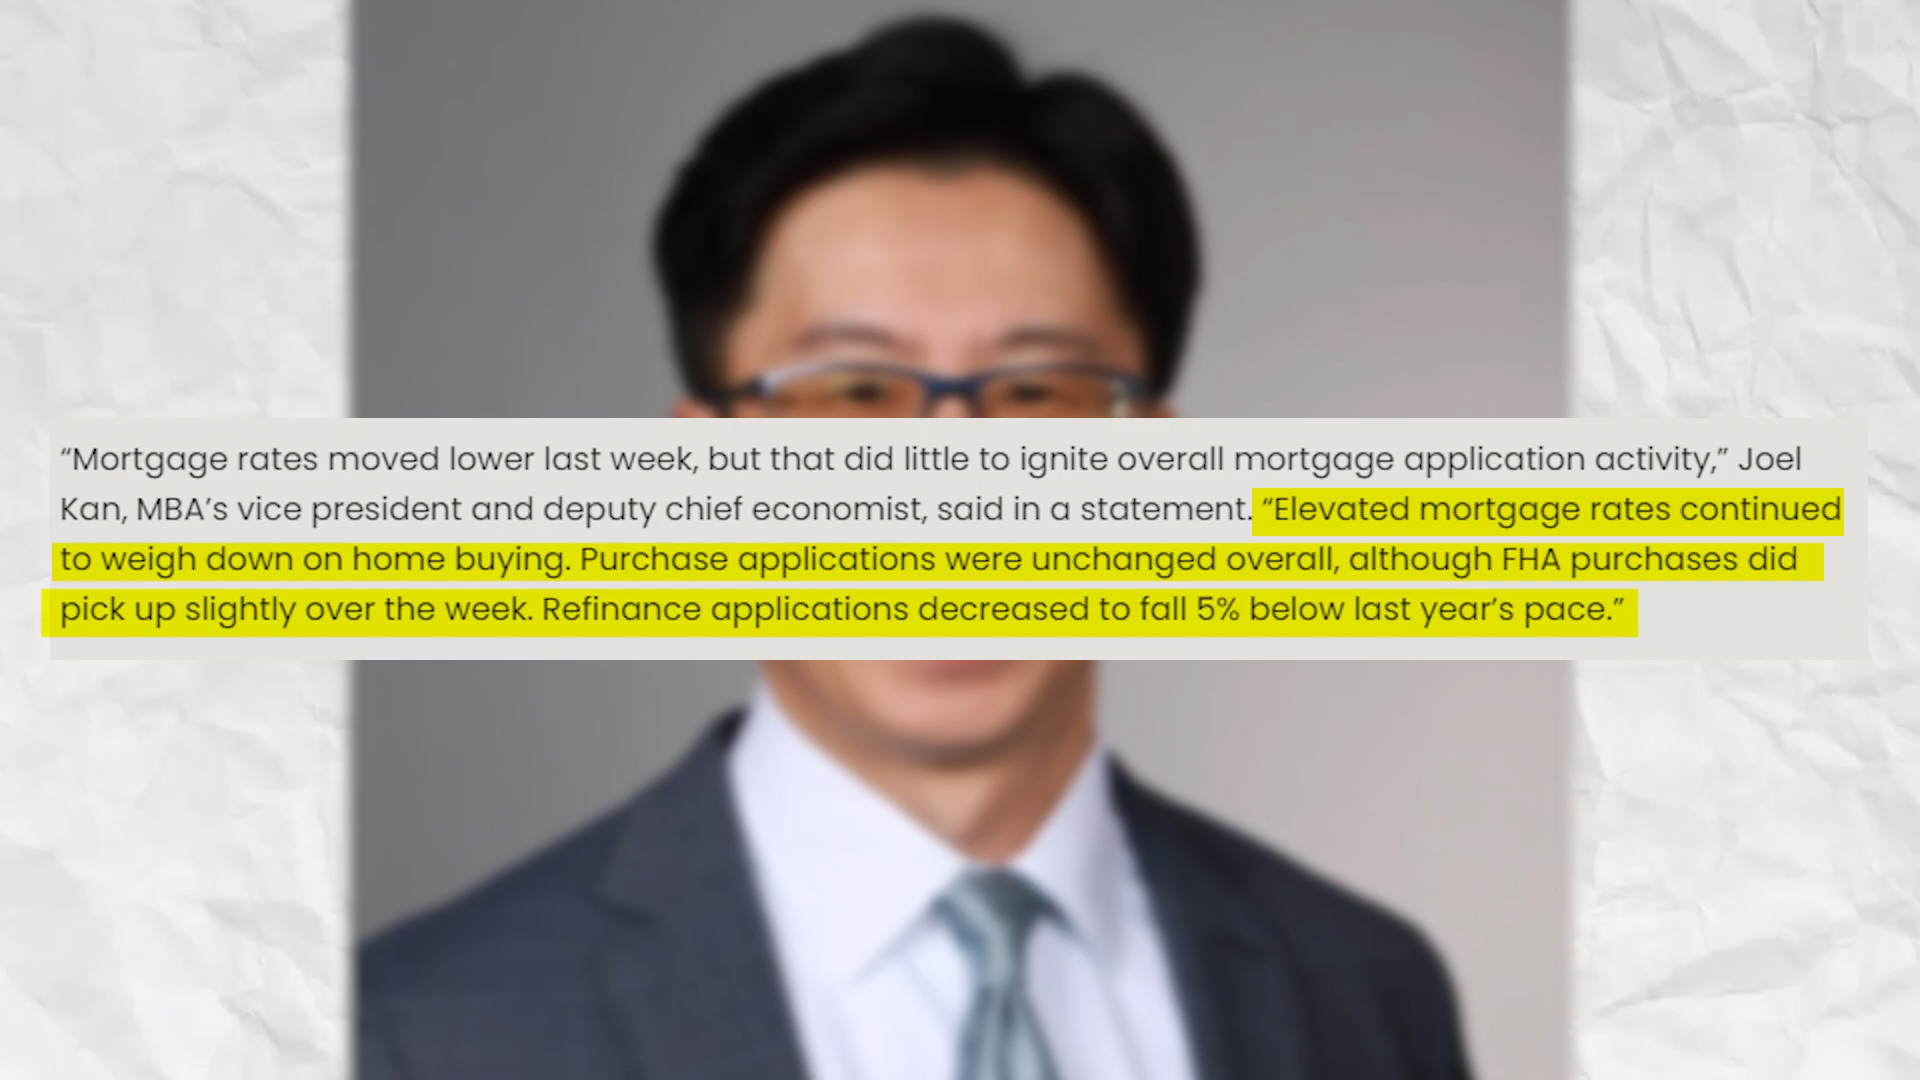 “Mortgage rates moved lower last week, but that did little to ignite overall mortgage application activity,” Joel
Kan, MBA’s vice president and deputy chief economist, said in a statement. “Elevated mortgage rates continued
to weigh down on home buying. Purchase applications were unchanged overall, although FHA purchases did
pick up slightly over the week. Refinance applications decreased to fall 5% below last year’s pace.”